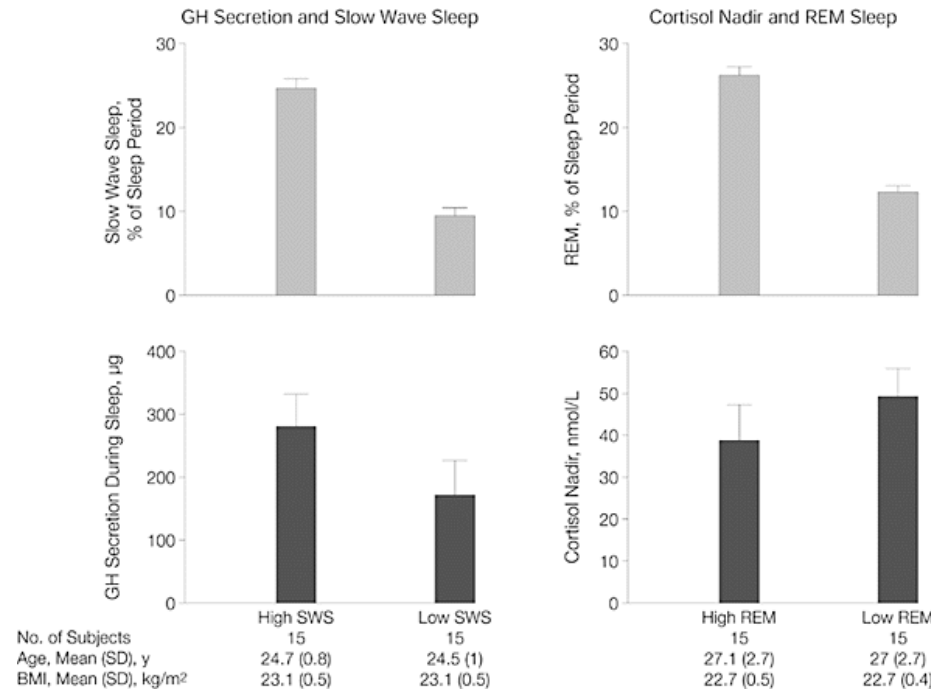 GH Secretion and Slow Wave Sleep
Cortisol Nadir and REM Sleep
Slow Wave Sleep,
% of Sleep Period
30
20
10
0
REM, % of Sleep Period
30
20
10
0
GH Secretion During Sleep, μg
400
300
200
100
0
Cortisol Nadir, nmol/L
60
50
40
30
20
10
0
High SWS Low SWS High REM Low REM
No. of Subjects 15 15 15 15
Age, Mean (SD), y 24.7 (0.8) 24.5 (1) 27.1 (2.7) 27 (2.7)
BMI, Mean (SD), kg/m² 23.1 (0.5) 23.1 (0.5) 22.7 (0.5) 22.7 (0.4)